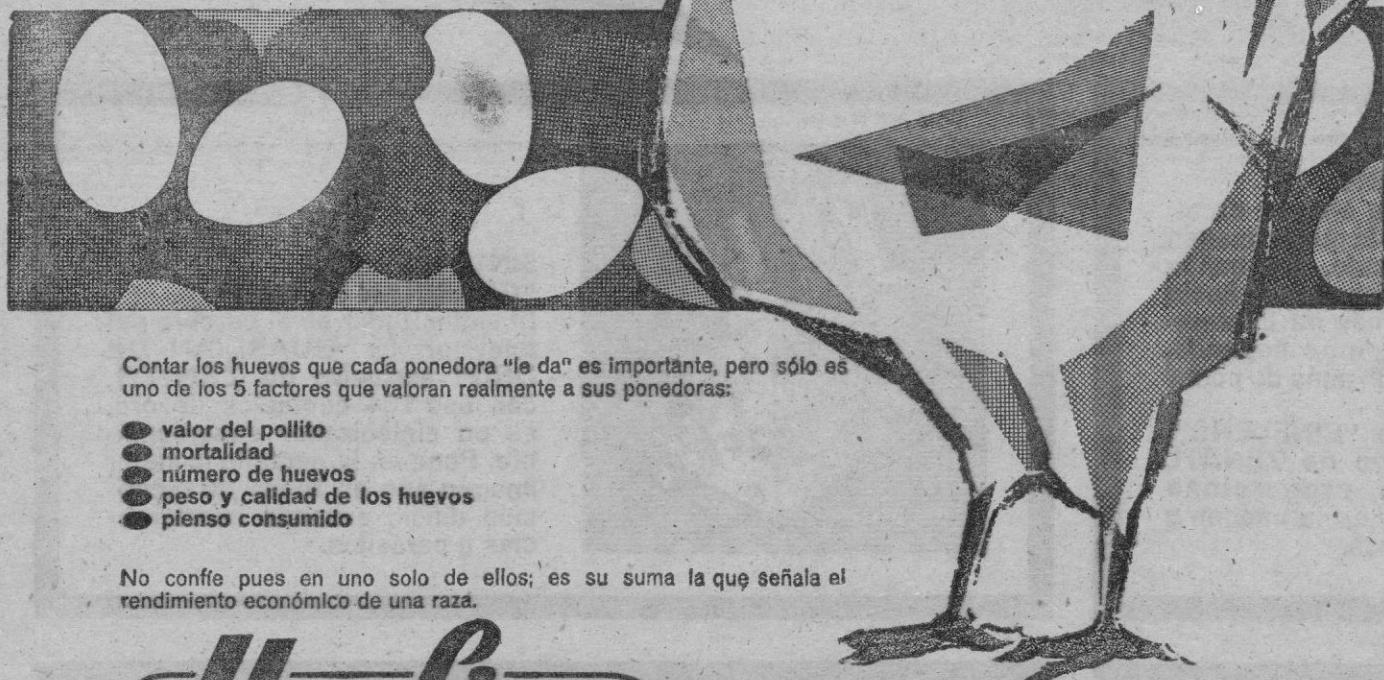 Contar los huevos que cada ponedora "le da" es importante, pero sólo es
uno de los 5 factores que valoran realmente a sus ponedoras:
valor del pollito
mortalidad
número de huevos
peso y calidad de los huevos
pienso consumido
No confíe pues en uno solo de ellos; es su suma la que señala el
rendimiento económico de una raza.